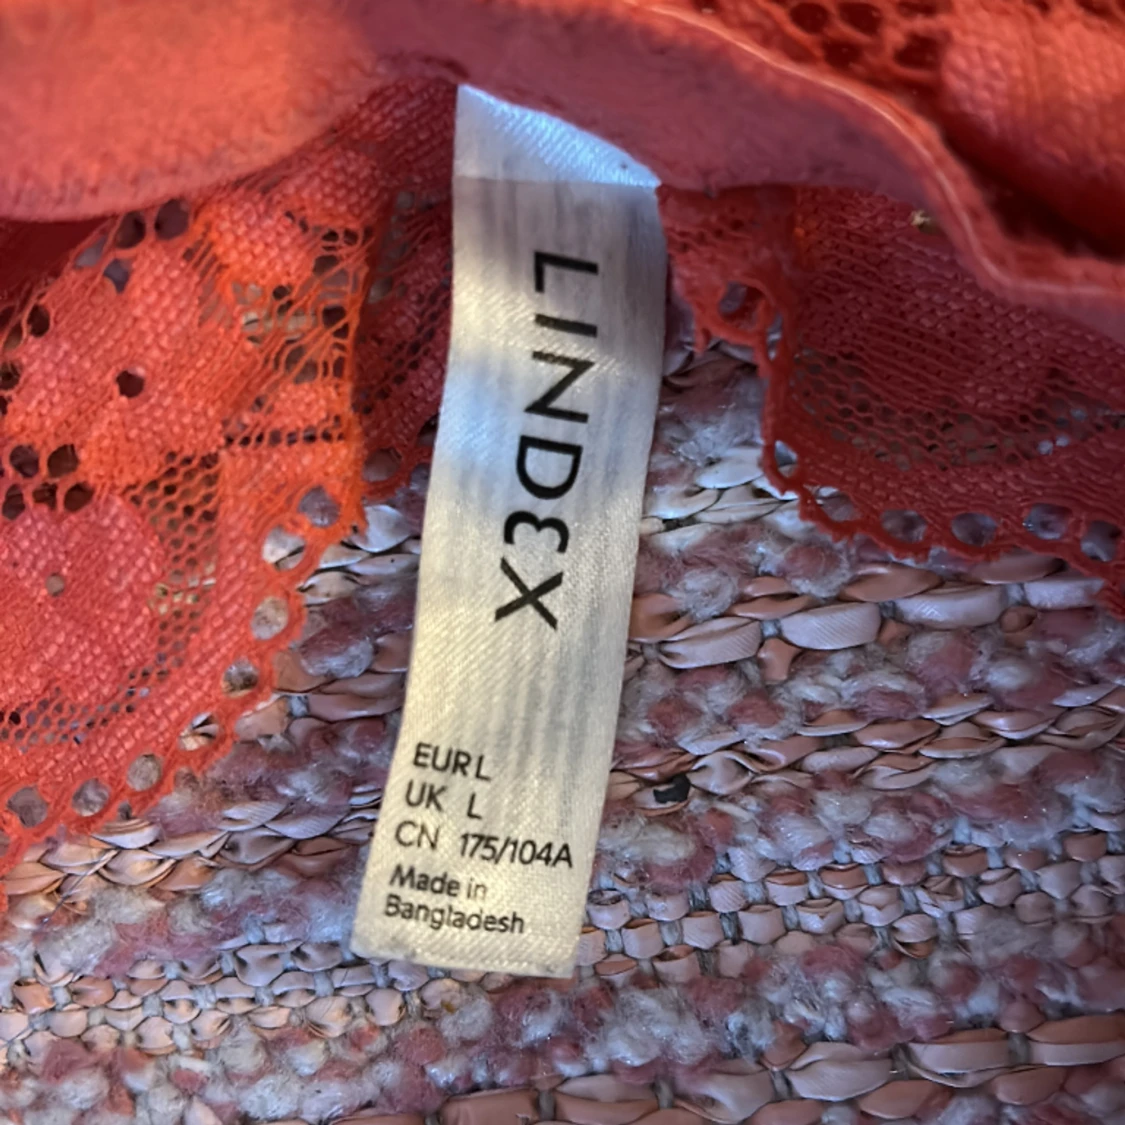 LINDEX
EUR L
UK L
CN 175/104A
Made in
Bangladesh